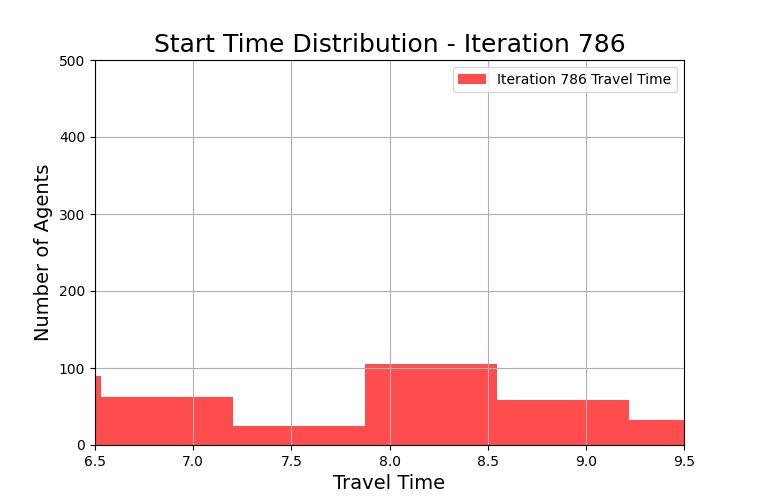 Start Time Distribution - Iteration 786
Iteration 786 Travel Time
Number of Agents
500
400
300
200
100
0
6.5 7.0 7.5 8.0 8.5 9.0 9.5
Travel Time